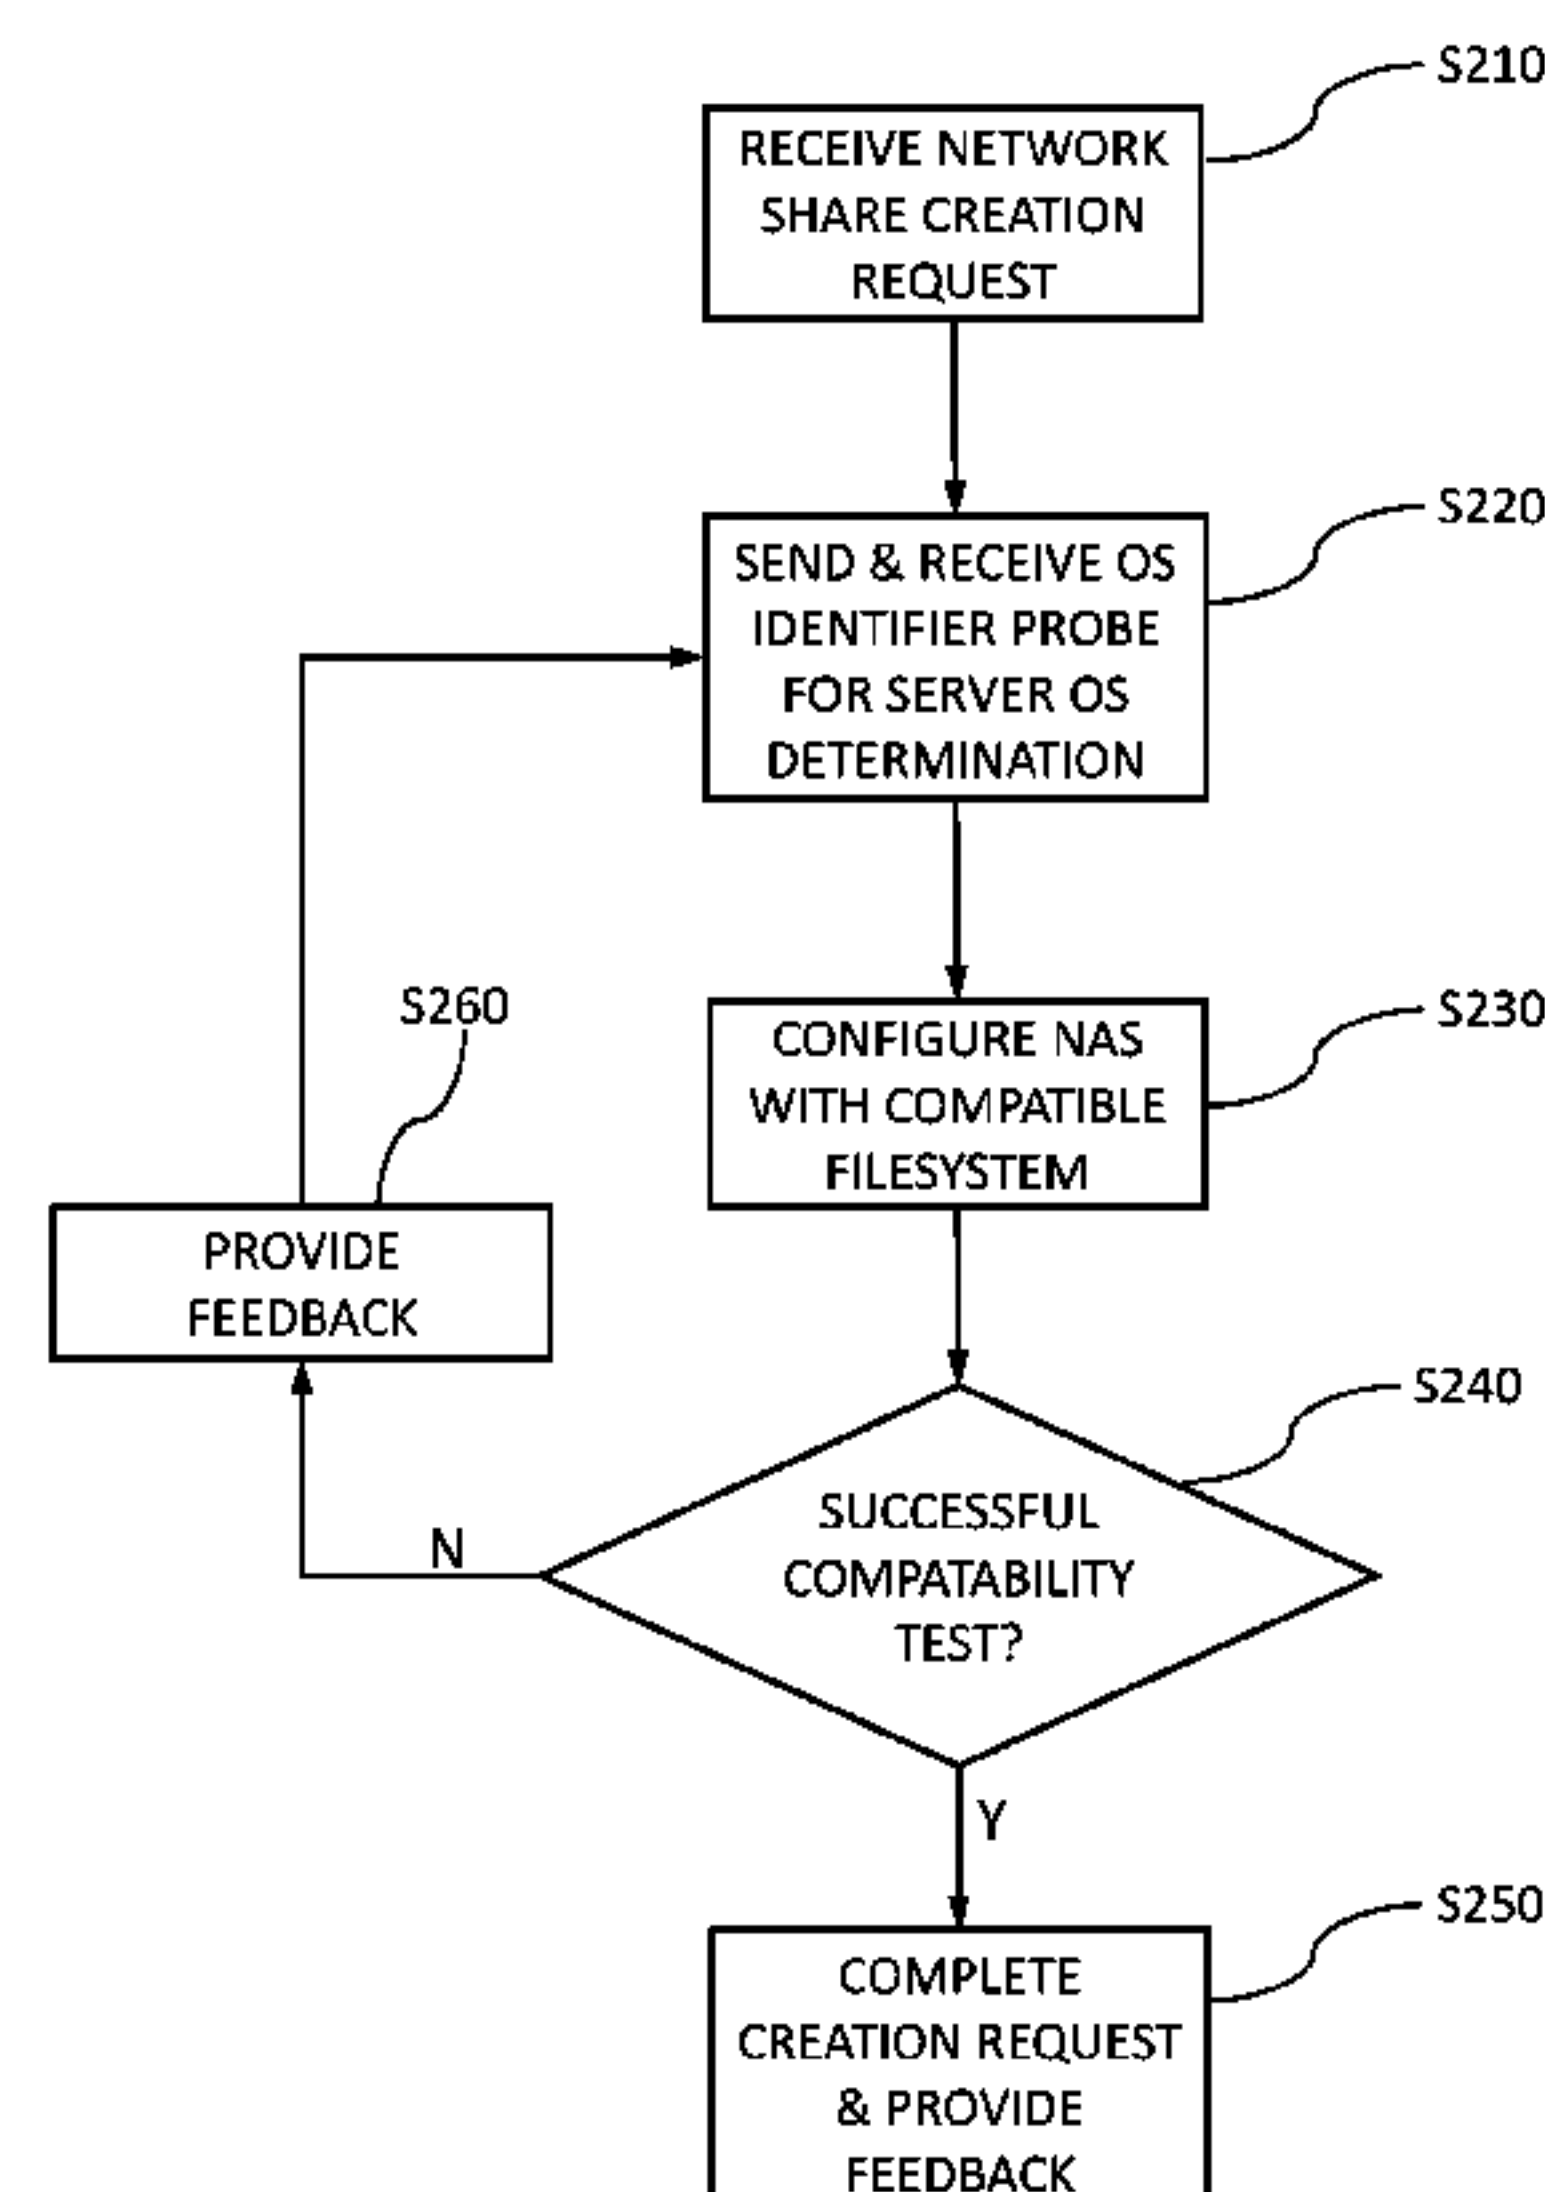 S210
RECEIVE NETWORK
SHARE CREATION
REQUEST
S220
SEND & RECEIVE OS
IDENTIFIER PROBE
FOR SERVER OS
DETERMINATION
S230
CONFIGURE NAS
WITH COMPATIBLE
FILESYSTEM
S260
PROVIDE
FEEDBACK
S240
SUCCESSFUL
COMPATABILITY
TEST?
N
Y
S250
COMPLETE
CREATION REQUEST
& PROVIDE
FEEDBACK